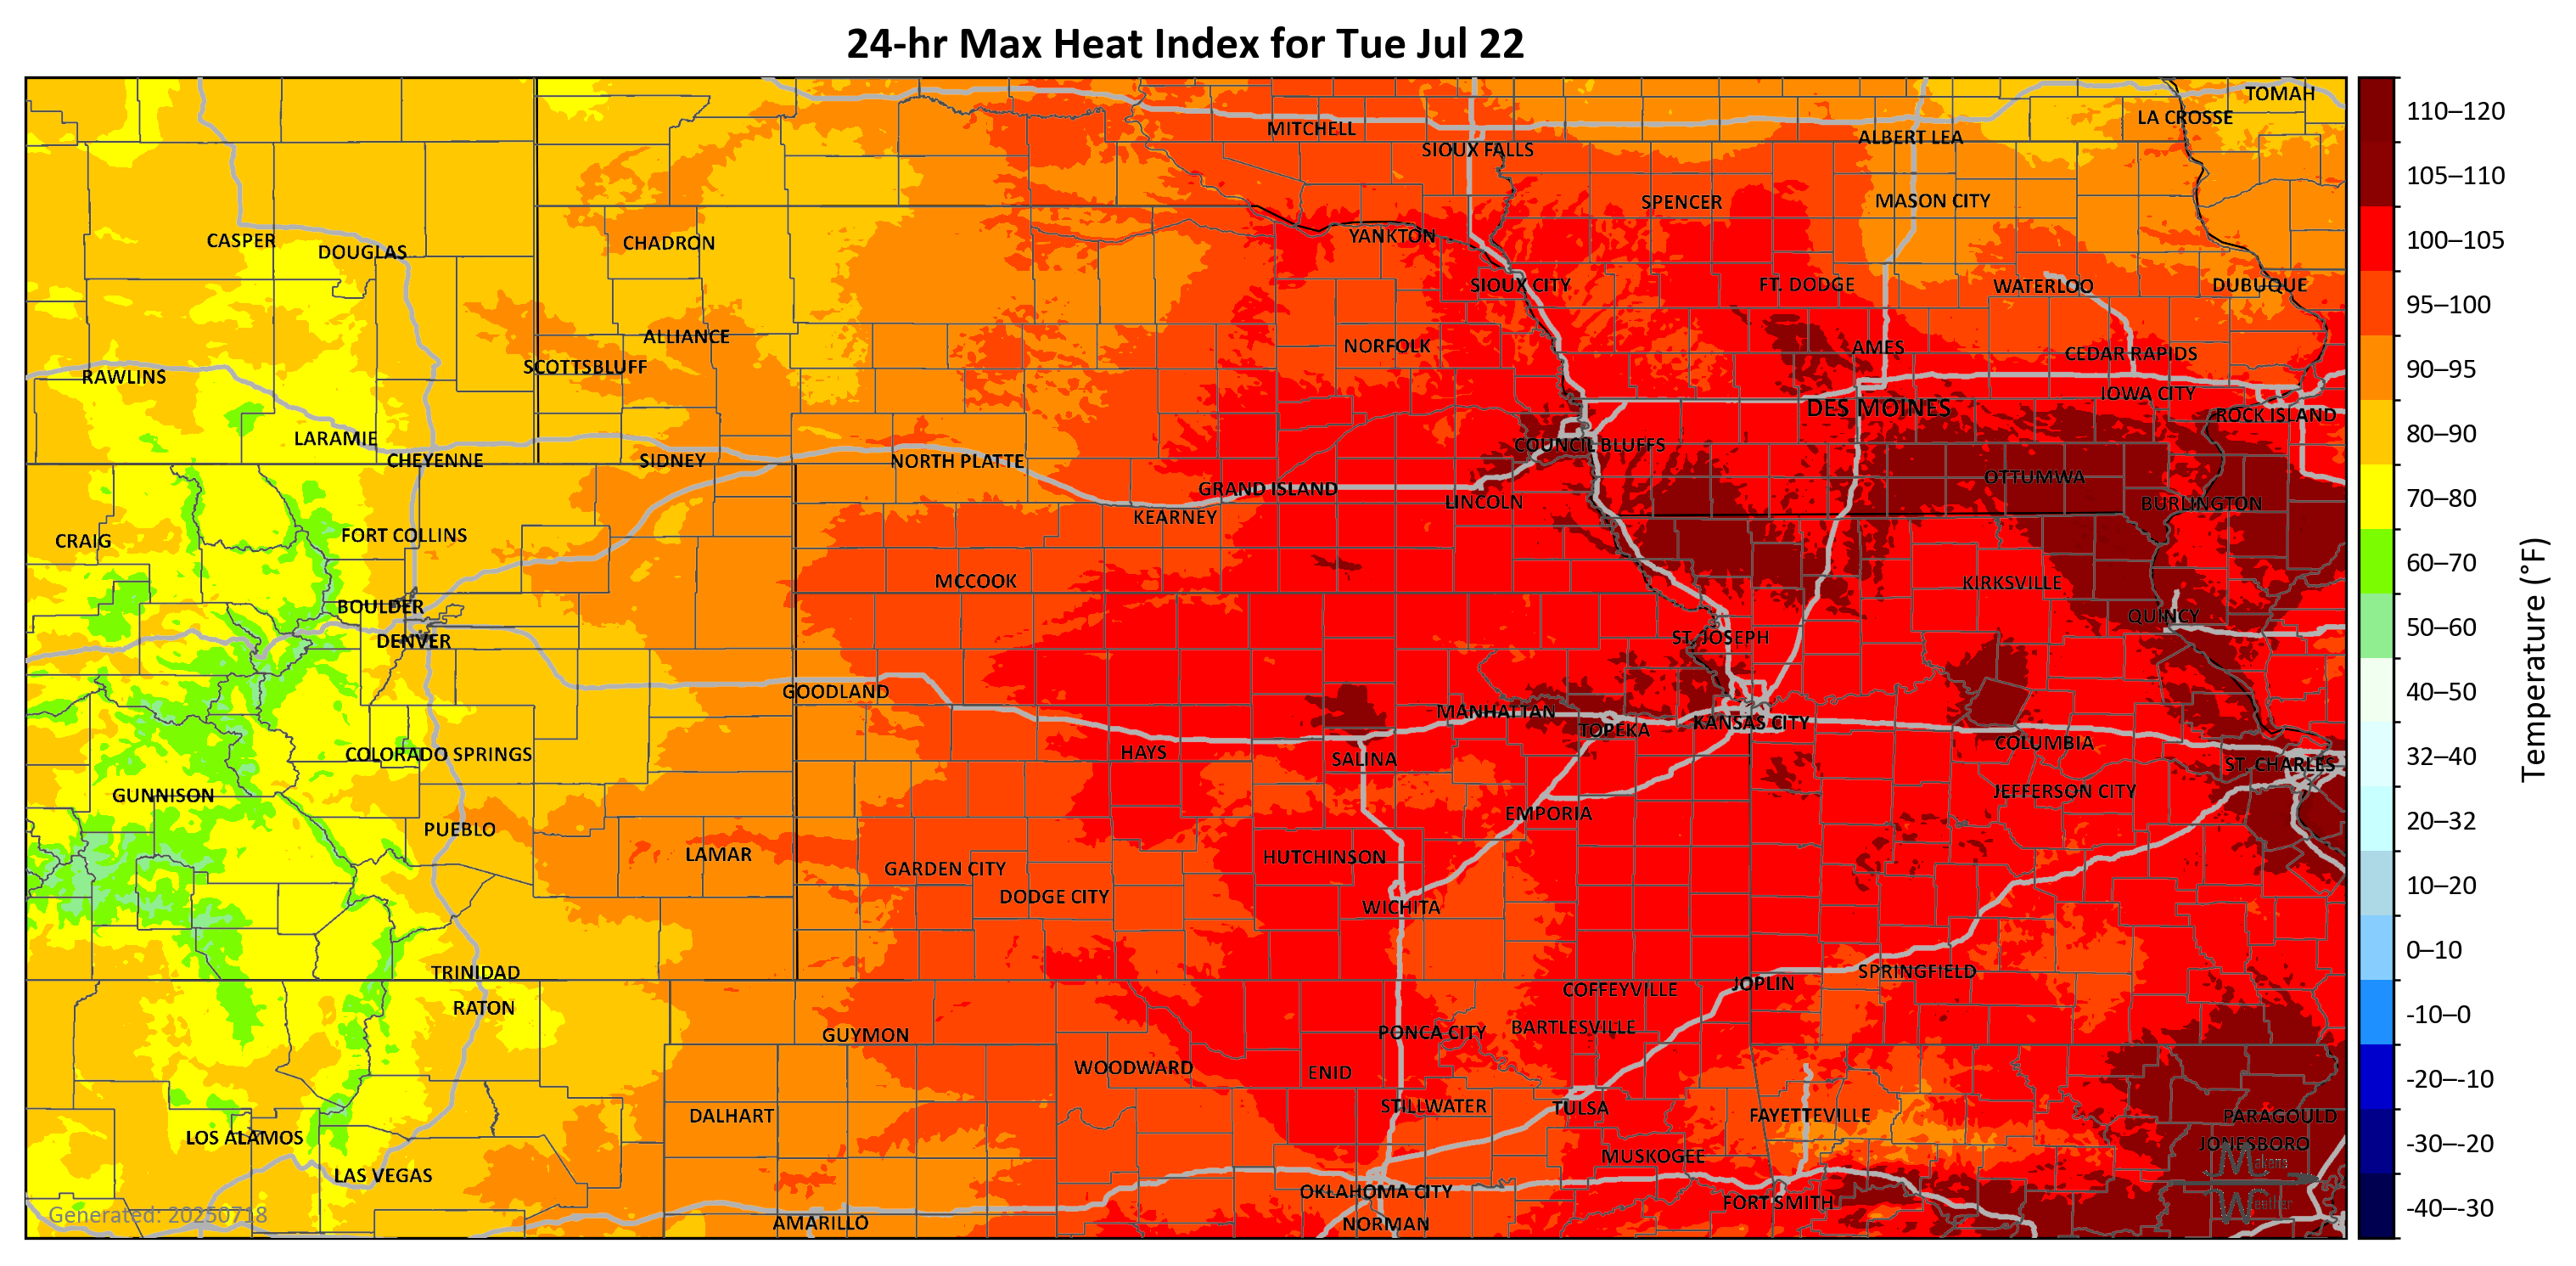 24-hr Max Heat Index for Tue Jul 22
TOMAH
LA CROSSE
MITCHELL
ALBERT LEA
SIOUX FALLS
SPENCER
MASON CITY
CASPER
DOUGLAS
CHADRON
YANKTON
SIOUX CITY
FT. DODGE
WATERLOO
DUBUQUE
ALLIANCE
NORFOLK
AMES
CEDAR RAPIDS
SCOTTSBLUFF
RAWLINS
IOWA CITY
DES MOINES
ROCK ISLAND
LARAMIE
COUNCIL BLUFFS
CHEYENNE
SIDNEY
NORTH PLATTE
OTTUMWA
GRAND ISLAND
LINCOLN
BURLINGTON
KEARNEY
FORT COLLINS
CRAIG
MCCOOK
KIRKSVILLE
BOULDER
QUINCY
DENVER
ST. JOSEPH
GOODLAND
MANHATTAN
TOPEKA
KANSAS CITY
COLUMBIA
COLORADO SPRINGS
HAYS
SALINA
ST. CHARLES
GUNNISON
JEFFERSON CITY
EMPORIA
PUEBLO
LAMAR
HUTCHINSON
GARDEN CITY
DODGE CITY
WICHITA
TRINIDAD
SPRINGFIELD
JOPLIN
COFFEYVILLE
RATON
GUYMON
PONCA CITY
BARTLESVILLE
WOODWARD
ENID
STILLWATER
TULSA
DALHART
FAYETTEVILLE
PARAGOULD
LOS ALAMOS
JONESBORO
MUSKOGEE
LAS VEGAS
OKLAHOMA CITY
FORT SMITH
AMARILLO
NORMAN
Generated: 20250718
Makens
Weather
110–120
105–110
100–105
95–100
90–95
80–90
70–80
60–70
50–60
40–50
32–40
20–32
10–20
0–10
-10–0
-20–-10
-30–-20
-40–-30
Temperature (°F)